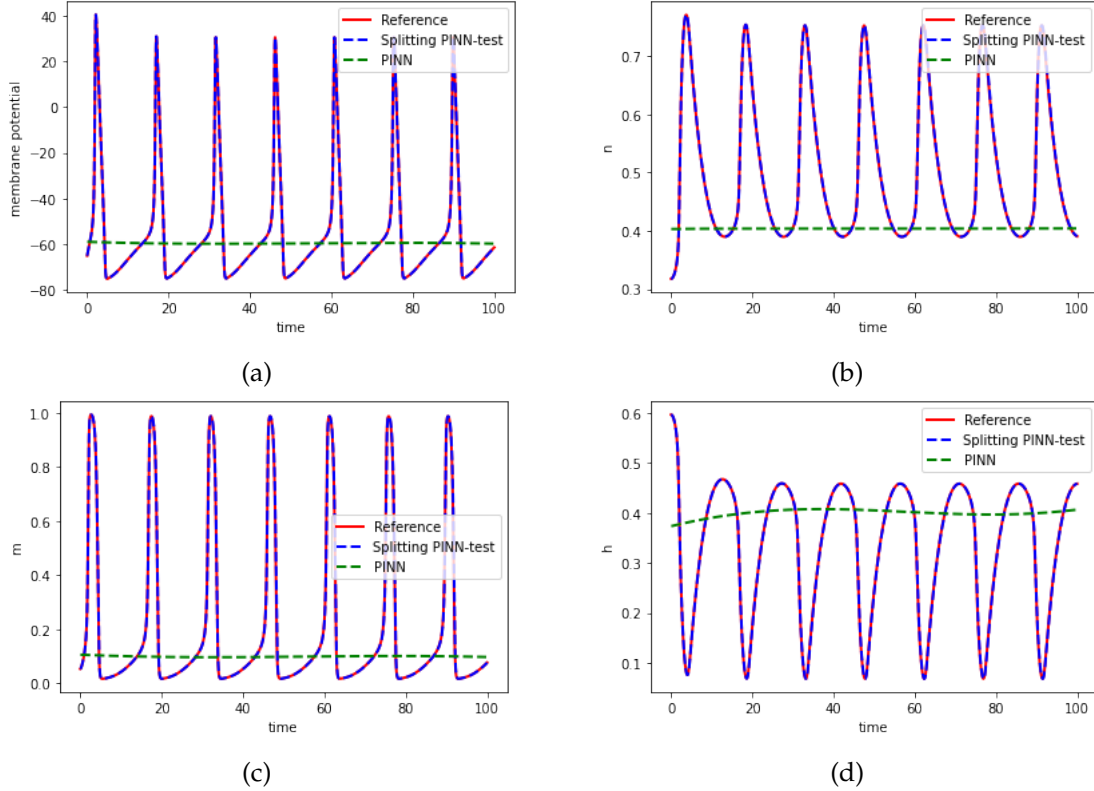 40
20
0
−20
−40
−60
−80
membrane potential
0 20 40 60 80 100
time
Reference
Splitting PINN-test
PINN
(a)
0.7
0.6
0.5
0.4
0.3
n
0 20 40 60 80 100
time
Reference
Splitting PINN-test
PINN
(b)
1.0
0.8
0.6
0.4
0.2
0.0
m
0 20 40 60 80 100
time
Reference
Splitting PINN-test
PINN
(c)
0.6
0.5
0.4
0.3
0.2
0.1
h
0 20 40 60 80 100
time
Reference
Splitting PINN-test
PINN
(d)